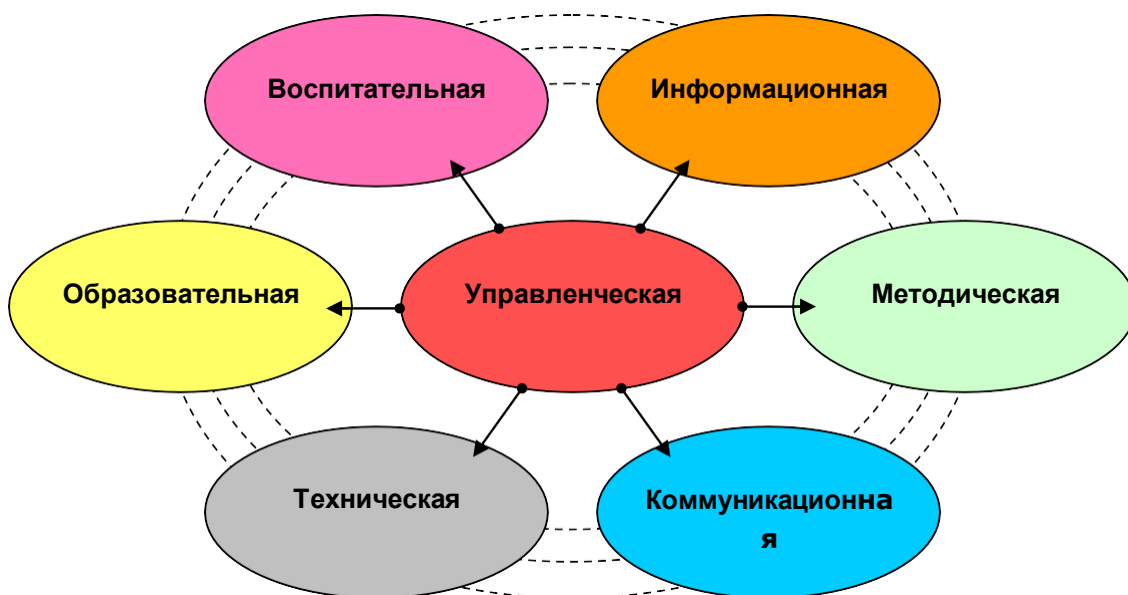 Воспитательная
Информационная
Образовательная
Управленческая
Методическая
Техническая
Коммуникационна
я